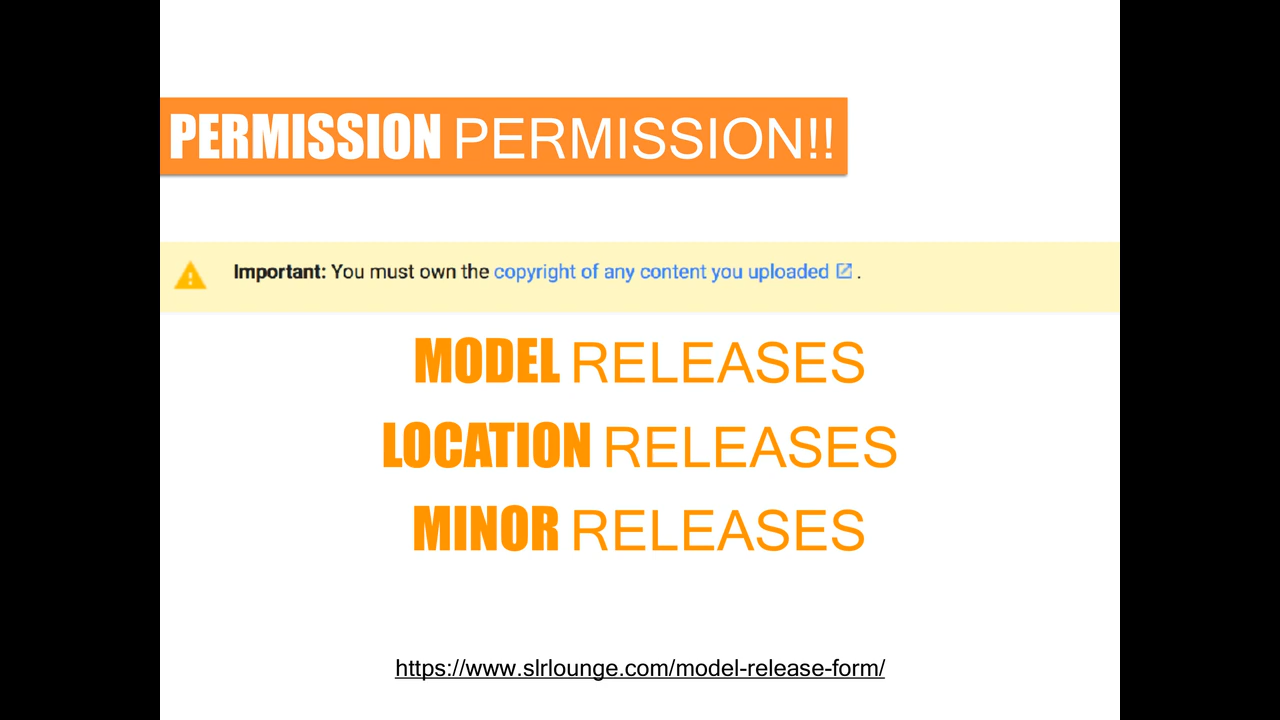 PERMISSION PERMISSION!!
Important: You must own the copyright of any content you uploaded .
MODEL RELEASES
LOCATION RELEASES
MINOR RELEASES
https://www.slrlounge.com/model-release-form/